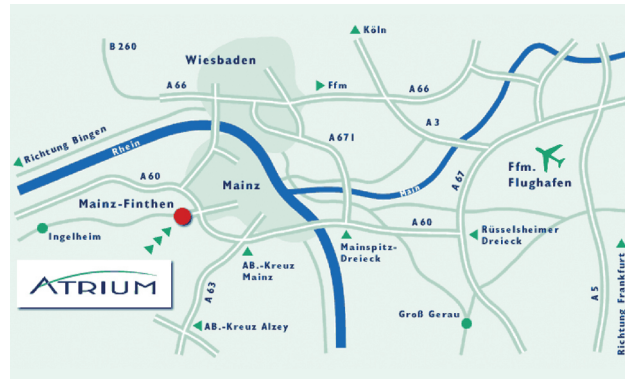 Köln
B 260
Wiesbaden
A 66
Ffm
A 66
A 3
A 671
Richtung Bingen
Rhein
A 60
Mainz
Main
A 67
Ffm.
Flughafen
Mainz-Finthen
Ingelheim
A 60
Rüsselsheimer
Dreieck
Mainspitz-
Dreieck
AB.-Kreuz
Mainz
ATRIUM
A 63
AB.-Kreuz Alzey
Groß Gerau
A 5
Richtung Frankfurt